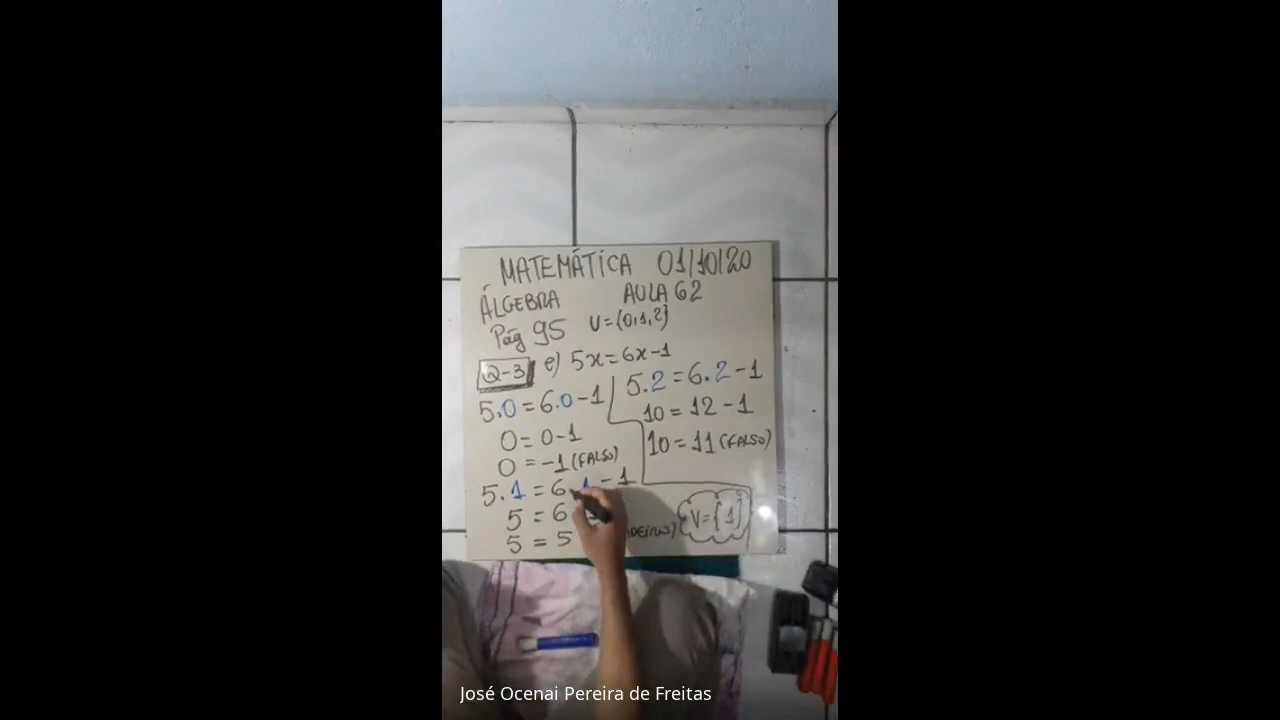 MATEMÁTICA 01/10/20
ÁLGEBRA AULA 62
Pág 95 U={0,1,2}
Q-3 e) 5x=6x-1
5.0=6.0-1
0=0-1
0=-1 (FALSO)
5.1=6.1-1
5=6
5=5
5.2=6.2-1
10=12-1
10=11 (FALSO)
V={1}
José Ocenai Pereira de Freitas